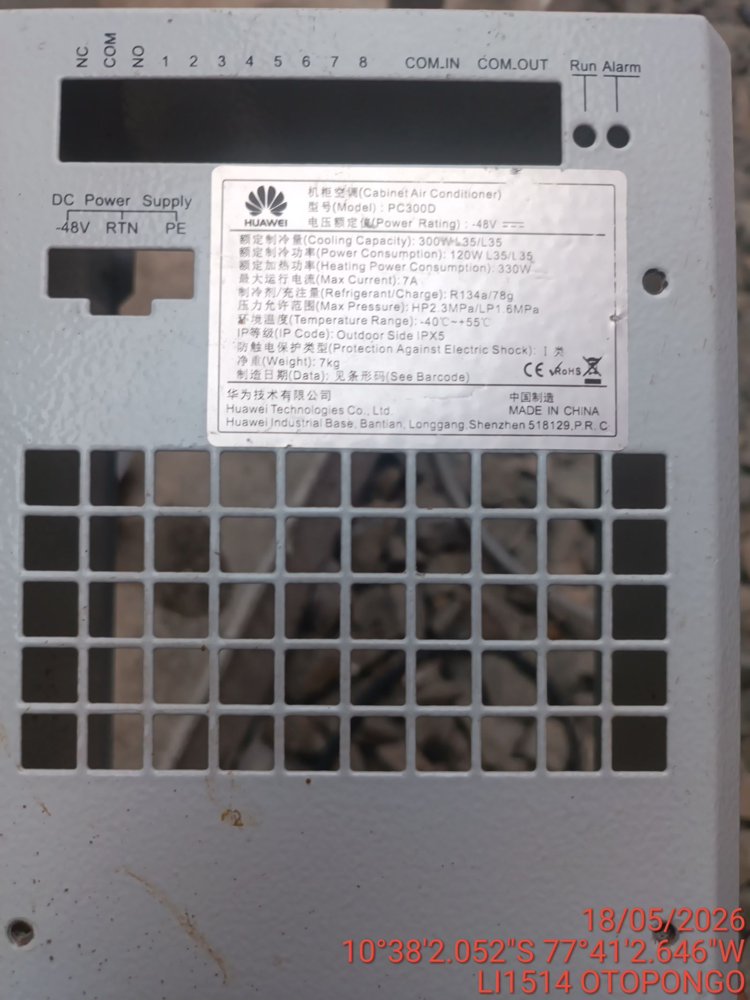 NC COM NO 1 2 3 4 5 6 7 8 COM_IN COM_OUT Run Alarm
DC Power Supply
-48V RTN PE
HUAWEI
机柜空调(Cabinet Air Conditioner)
型号(Model) : PC300D
电压额定值(Power Rating) : -48V
额定制冷量(Cooling Capacity): 300W L35/L35
额定制冷功率(Power Consumption): 120W L35/L35
额定加热功率(Heating Power Consumption): 330W
最大运行电流(Max Current): 7A
制冷剂/充注量(Refrigerant/Charge): R134a/78g
压力允许范围(Max Pressure): HP2.3MPa/LP1.6MPa
环境温度(Temperature Range): -40℃~+55℃
IP等级(IP Code): Outdoor Side IPX5
防触电保护类型(Protection Against Electric Shock): I 类
净重(Weight): 7kg
制造日期(Data): 见条形码(See Barcode)
CE RoHS
华为技术有限公司
中国制造
Huawei Technologies Co., Ltd.
MADE IN CHINA
Huawei Industrial Base, Bantian, Longgang,Shenzhen 518129,P.R. C
18/05/2026
10°38'2.052"S 77°41'2.646"W
LI1514 OTOPONGO